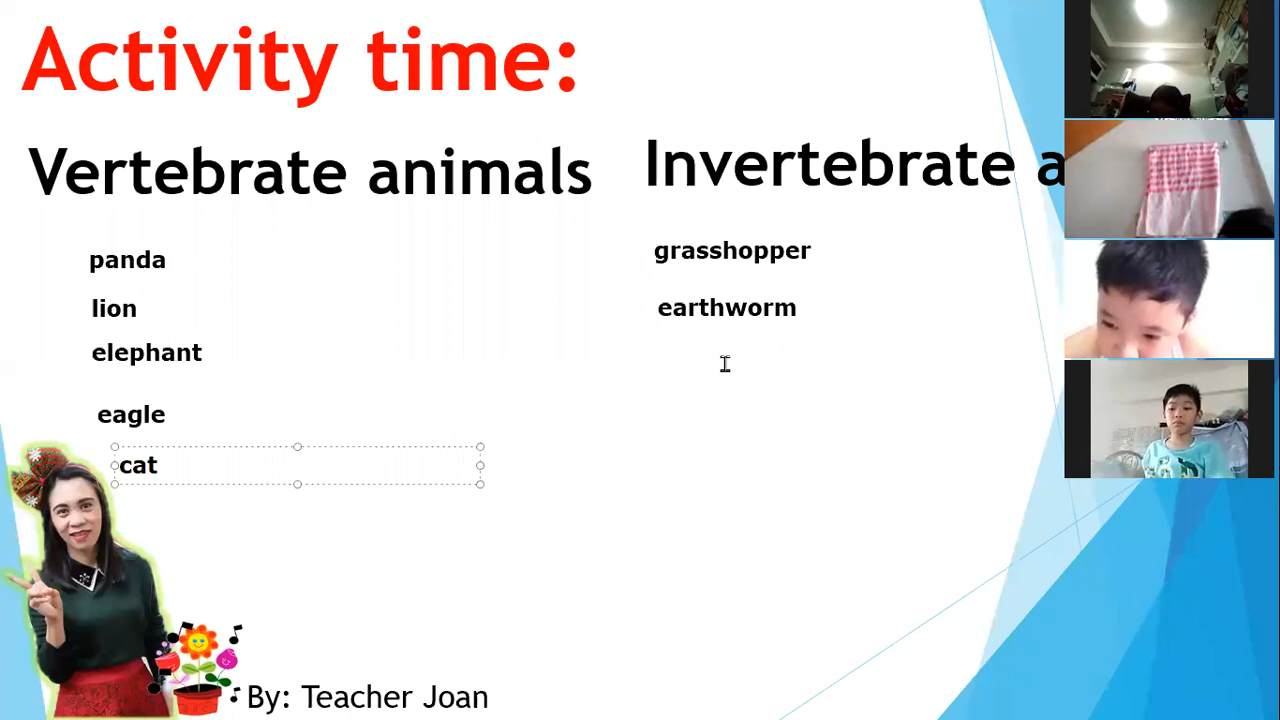 Activity time:
Vertebrate animals
Invertebrate a
panda
lion
elephant
eagle
cat
grasshopper
earthworm
By: Teacher Joan